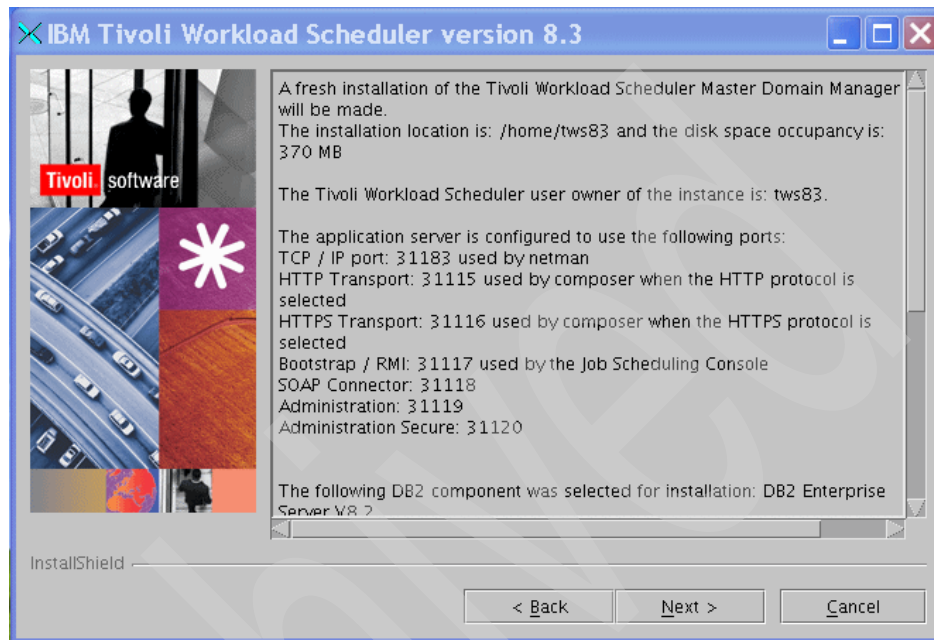 IBM Tivoli Workload Scheduler version 8.3
A fresh installation of the Tivoli Workload Scheduler Master Domain Manager
will be made.
The installation location is: /home/tws83 and the disk space occupancy is:
370 MB
The Tivoli Workload Scheduler user owner of the instance is: tws83.
The application server is configured to use the following ports:
TCP / IP port: 31183 used by netman
HTTP Transport: 31115 used by composer when the HTTP protocol is
selected
HTTPS Transport: 31116 used by composer when the HTTPS protocol is
selected
Bootstrap / RMI: 31117 used by the Job Scheduling Console
SOAP Connector: 31118
Administration: 31119
Administration Secure: 31120
The following DB2 component was selected for installation: DB2 Enterprise
Server V8.2
Tivoli. software
InstallShield
< Back
Next >
Cancel